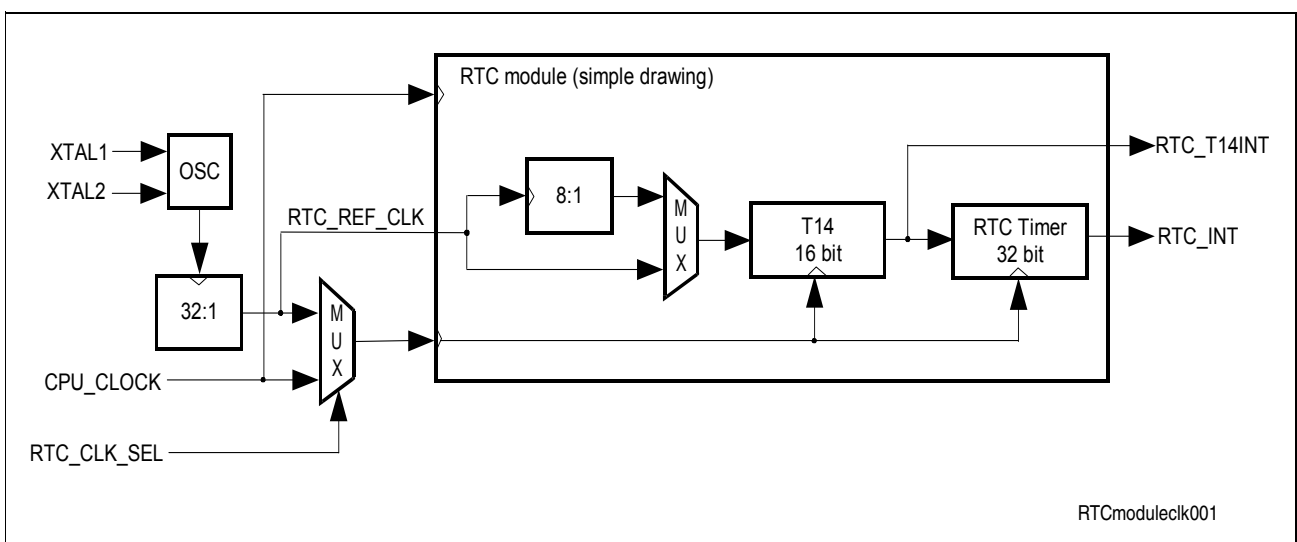 RTC module (simple drawing)
XTAL1
XTAL2
OSC
RTC_REF_CLK
8:1
M
U
X
T14
16 bit
RTC Timer
32 bit
RTC_T14INT
RTC_INT
32:1
M
U
X
CPU_CLOCK
RTC_CLK_SEL
RTCmoduleclk001